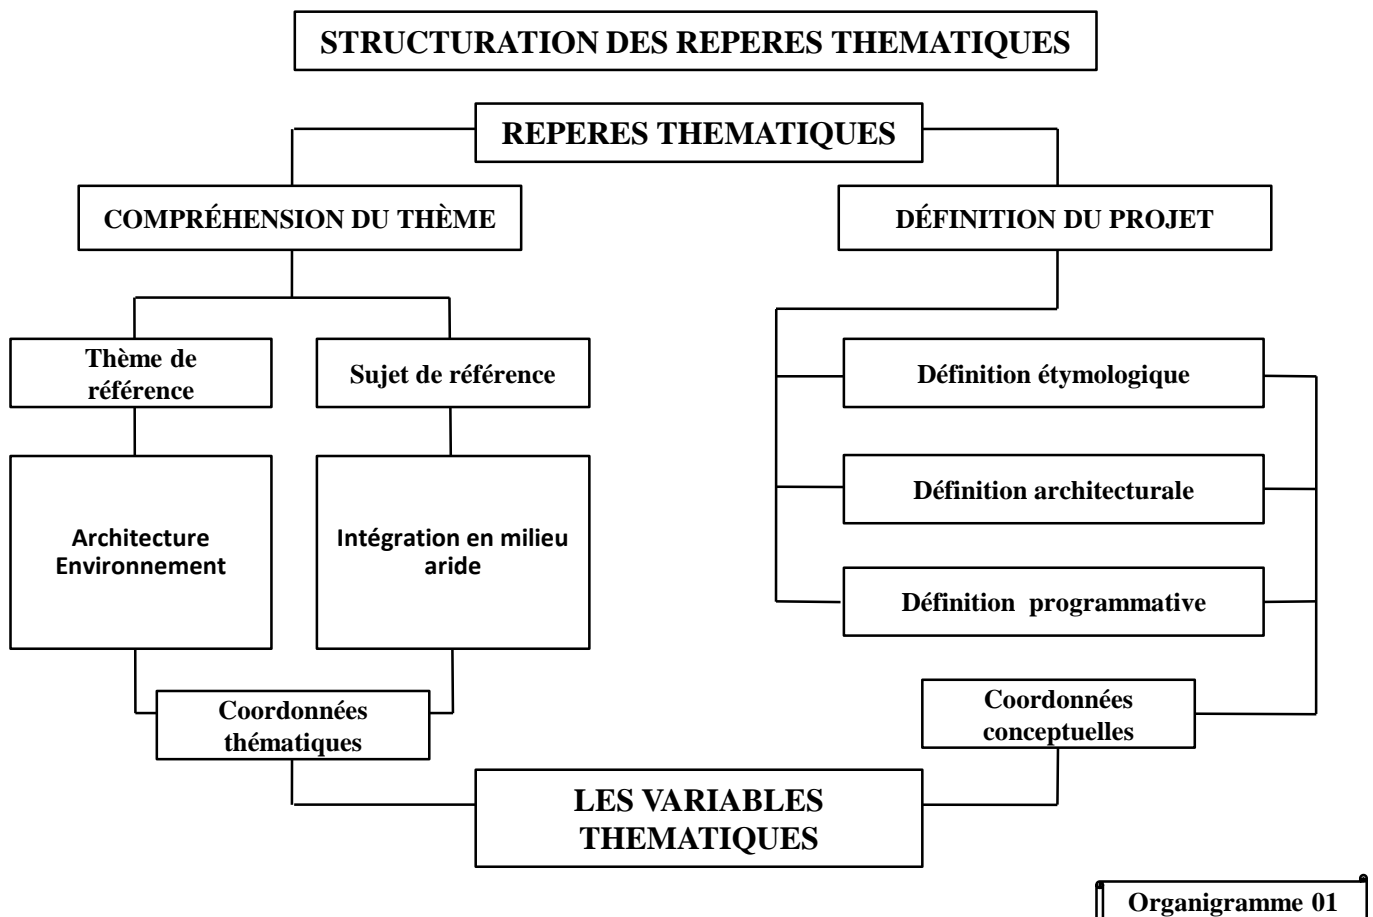 STRUCTURATION DES REPERES THEMATIQUES
REPERES THEMATIQUES
COMPRÉHENSION DU THÈME
DÉFINITION DU PROJET
Thème de
référence
Sujet de référence
Définition étymologique
Architecture
Environnement
Intégration en milieu
aride
Définition architecturale
Définition programmative
Coordonnées
thématiques
Coordonnées
conceptuelles
LES VARIABLES
THEMATIQUES
Organigramme 01